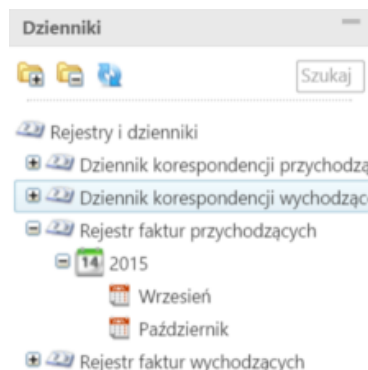 Dzienniki
Szukaj
Rejestry i dzienniki
Dziennik korespondencji przychodzą
Dziennik korespondencji wychodząc
Rejestr faktur przychodzących
14 2015
Wrzesień
Październik
Rejestr faktur wychodzących